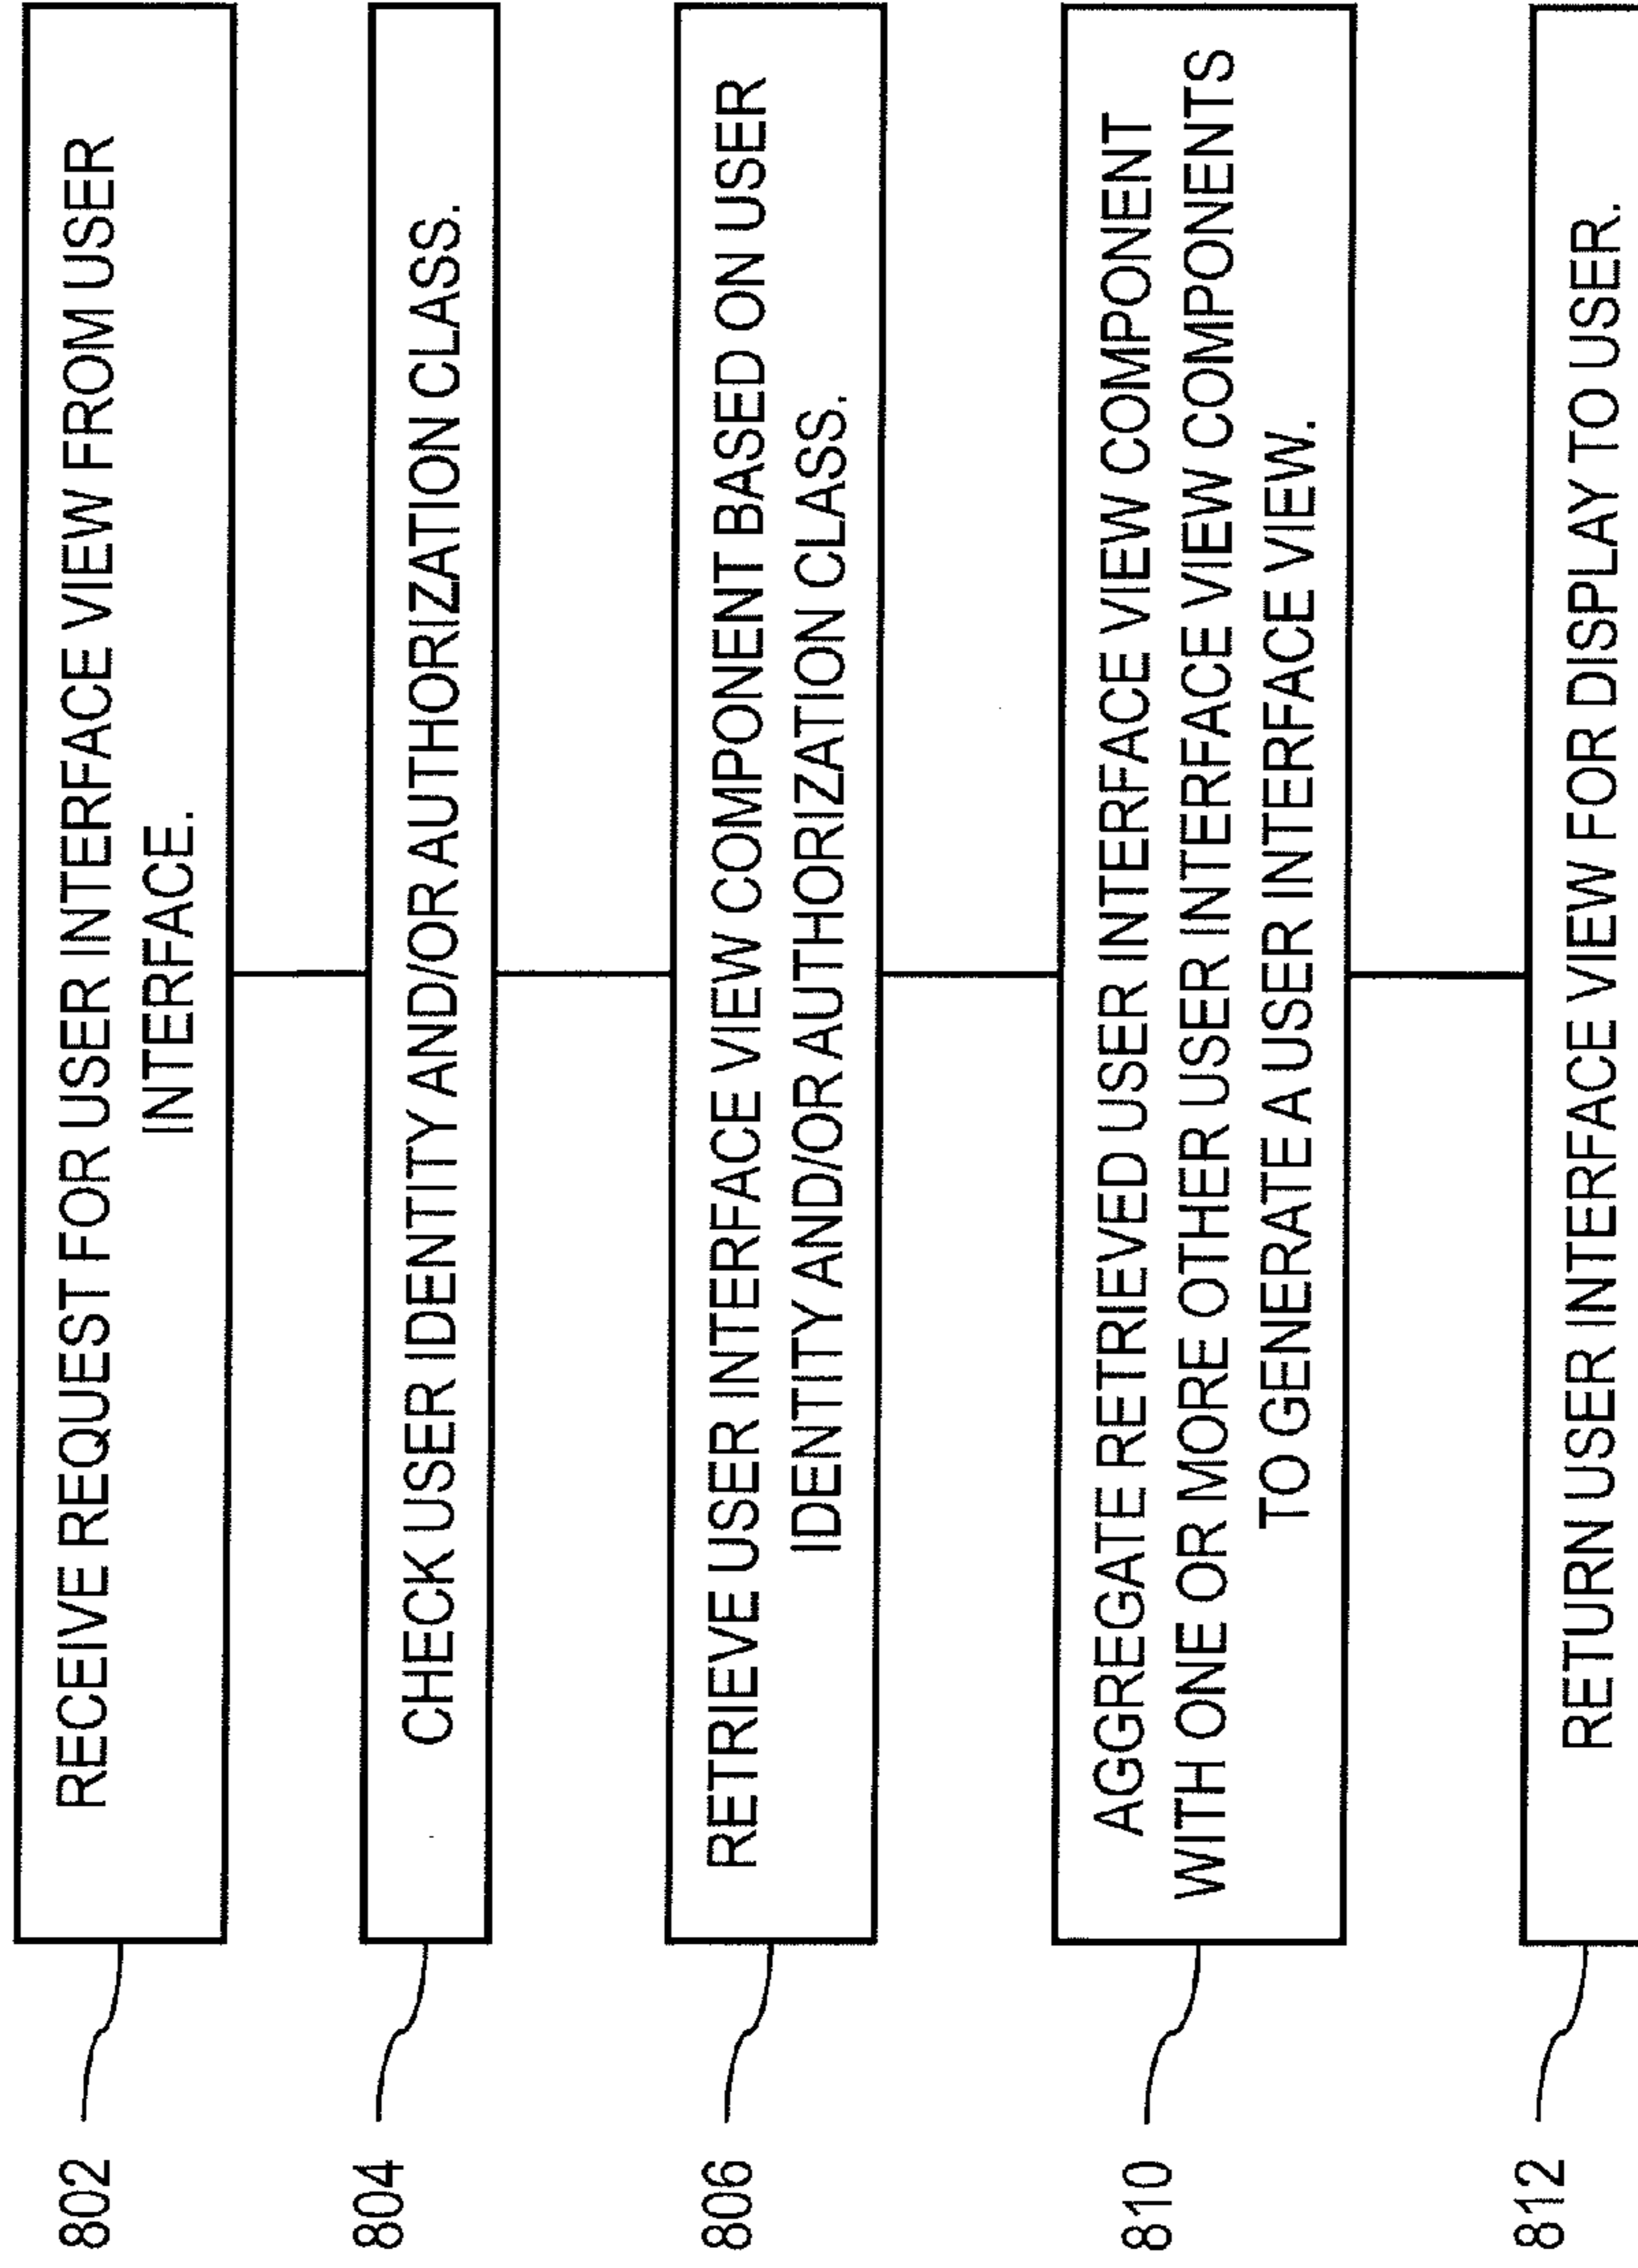 802
RECEIVE REQUEST FOR USER INTERFACE VIEW FROM USER
INTERFACE.
804
CHECK USER IDENTITY AND/OR AUTHORIZATION CLASS.
806
RETRIEVE USER INTERFACE VIEW COMPONENT BASED ON USER
IDENTITY AND/OR AUTHORIZATION CLASS.
810
AGGREGATE RETRIEVED USER INTERFACE VIEW COMPONENT
WITH ONE OR MORE OTHER USER INTERFACE VIEW COMPONENTS
TO GENERATE A USER INTERFACE VIEW.
812
RETURN USER INTERFACE VIEW FOR DISPLAY TO USER.